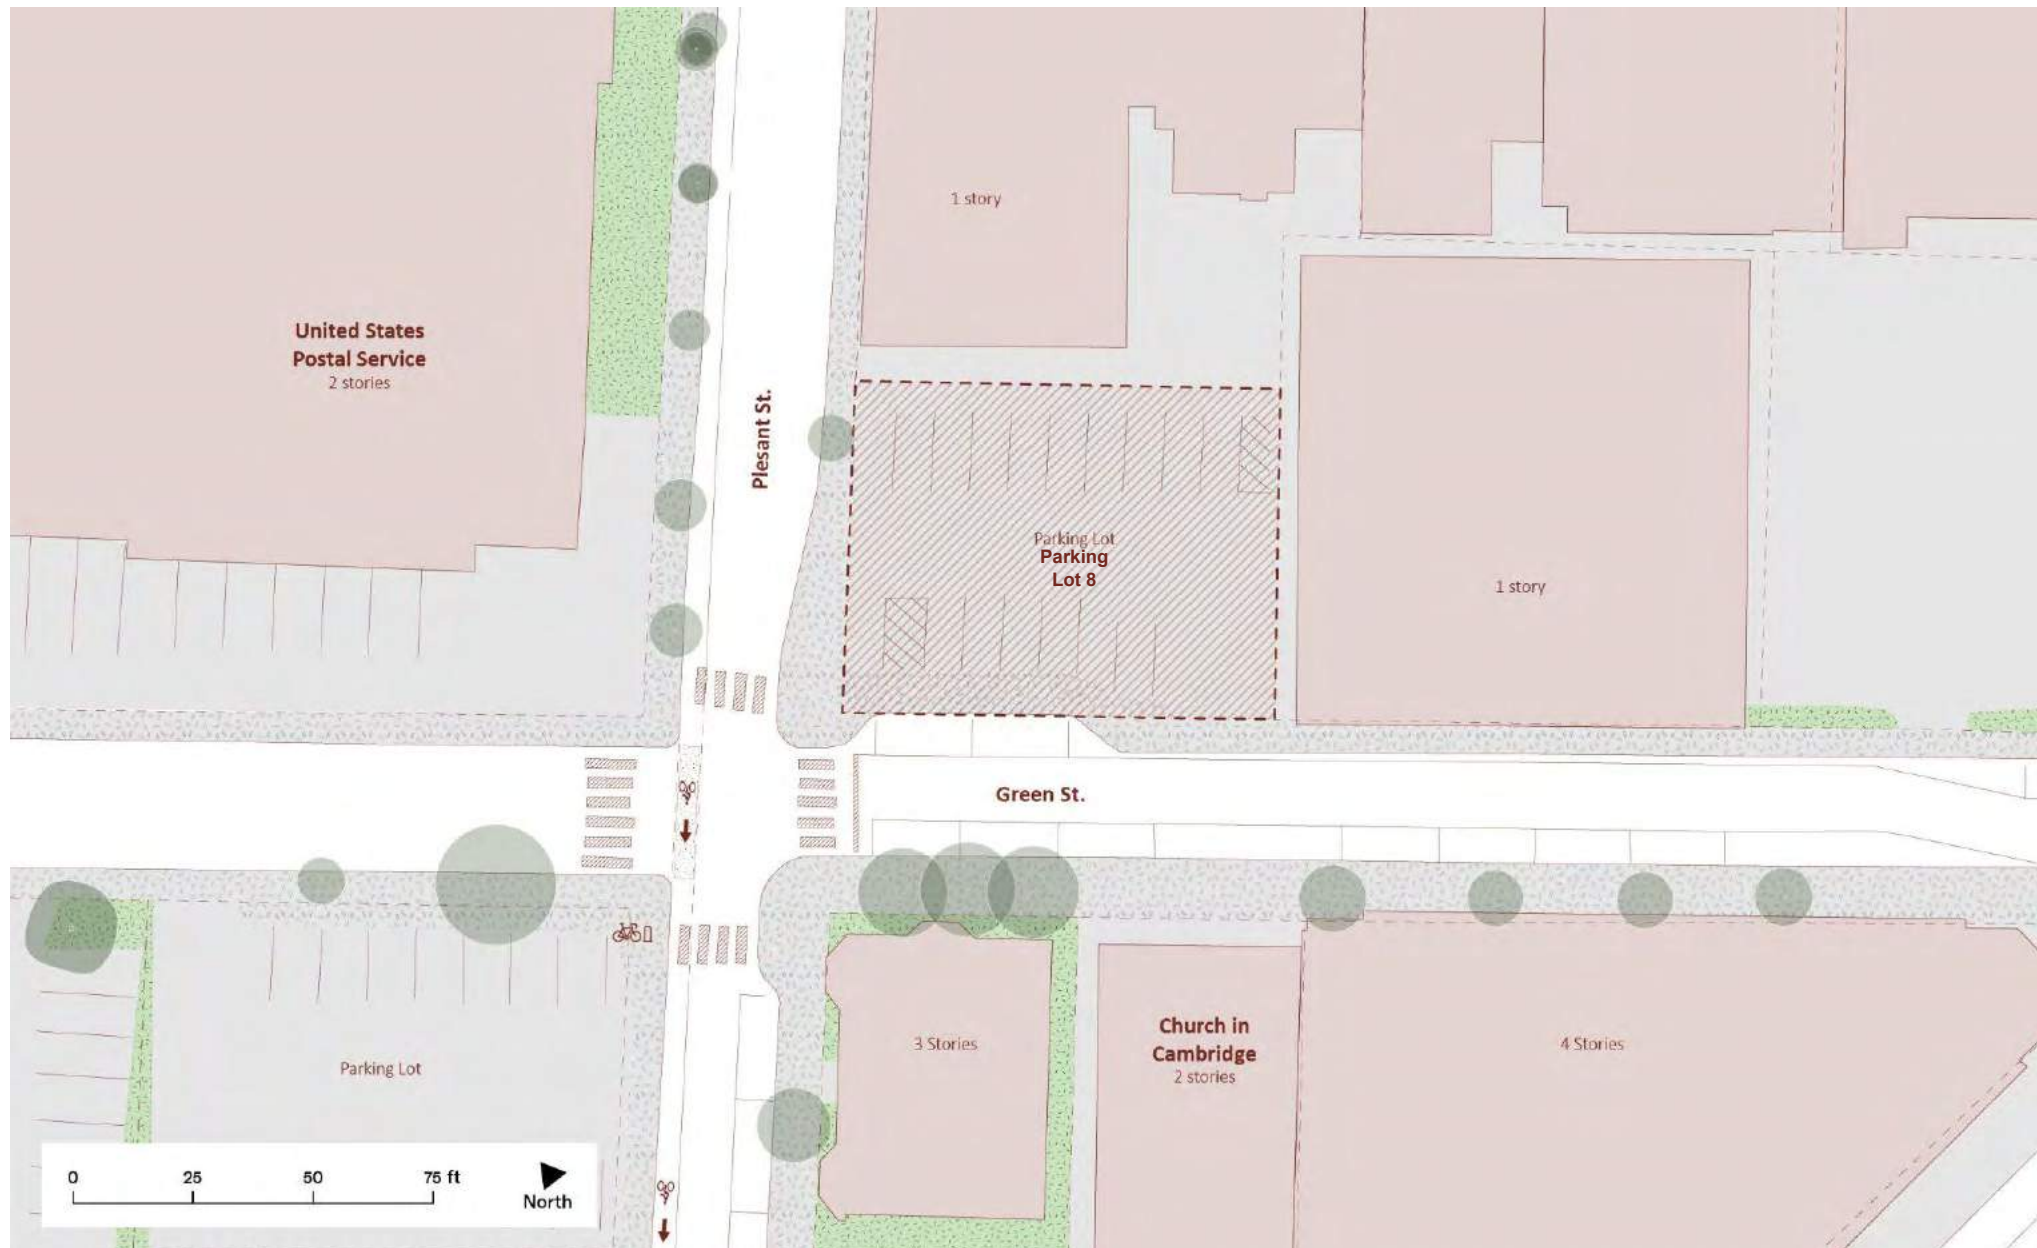 1 story
United States
Postal Service
2 stories
Plesant St.
Parking Lot
Parking
Lot 8
1 story
Green St.
3 Stories
Church in
Cambridge
2 stories
4 Stories
Parking Lot
0 25 50 75 ft
North